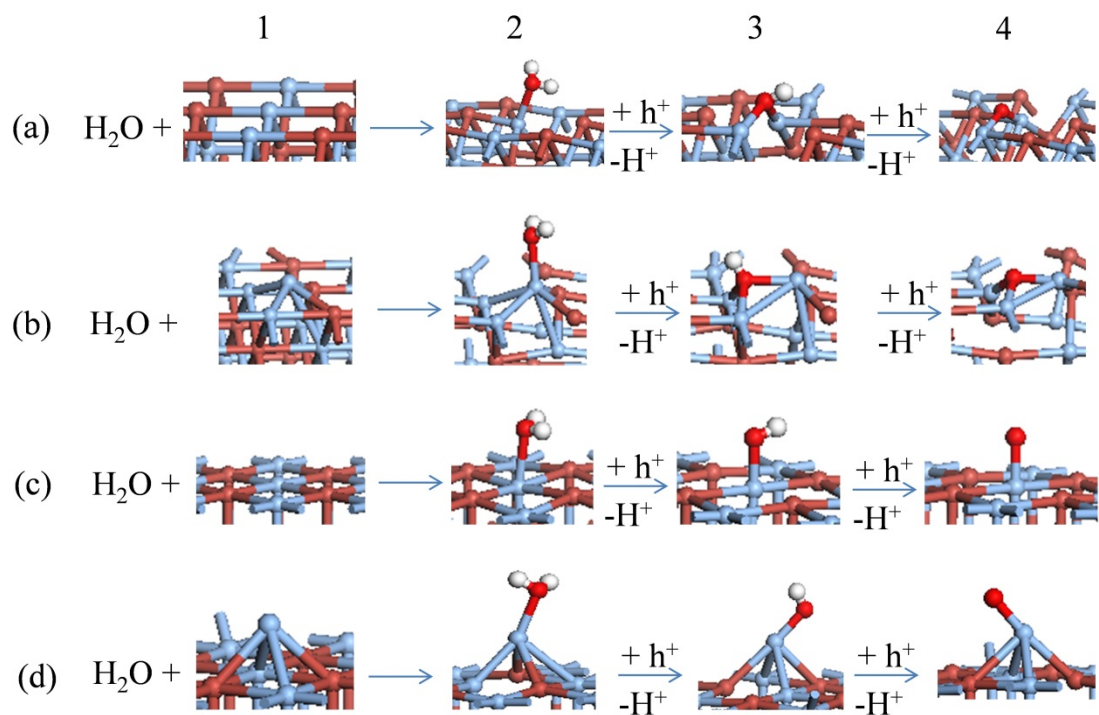 1 2 3 4
(a) H₂O + + h⁺ + h⁺
-H⁺ -H⁺
(b) H₂O + + h⁺ + h⁺
-H⁺ -H⁺
(c) H₂O + + h⁺ + h⁺
-H⁺ -H⁺
(d) H₂O + + h⁺ + h⁺
-H⁺ -H⁺